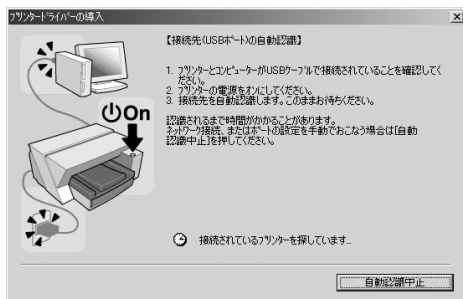 プリンタードライバーの導入
【接続先(USBポート)の自動認識】
1. プリンターとコンピューターがUSBケーブルで接続されていることを確認してく
ださい。
2. プリンターの電源をオンにしてください。
3. 接続先を自動認識します。このままお待ちください。
認識されるまで時間がかかることがあります。
ネットワーク接続、またはポートの設定を手動でおこなう場合は[自動
認識中止]を押してください。
On
接続されているプリンターを探しています...
自動認識中止